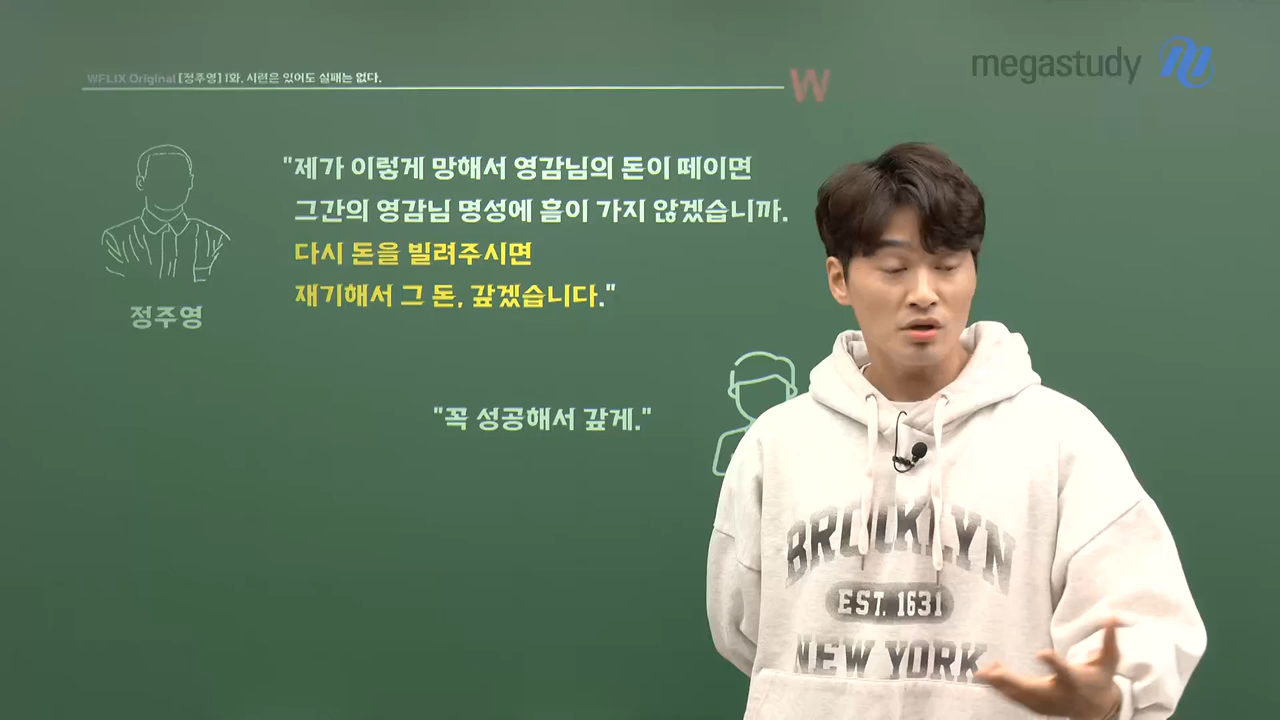 WFLIX Original [정주영] 1화. 시련은 있어도 실패는 없다.
W
megastudy
"제가 이렇게 망해서 영감님의 돈이 떼이면
그간의 영감님 명성에 흠이 가지 않겠습니까.
다시 돈을 빌려주시면
재기해서 그 돈, 갚겠습니다."
정주영
"꼭 성공해서 갚게."
BROOKLYN
EST. 1631
NEW YORK